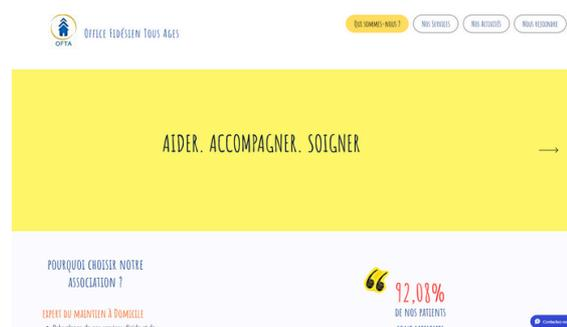 OFTA
Office Fidésien Tous Ages
Qui sommes-nous ?
Nos Services
Nos Activités
Nous rejoindre
AIDER. ACCOMPAGNER. SOIGNER
POURQUOI CHOISIR NOTRE
ASSOCIATION ?
EXPERT DU MAINTIEN À DOMICILE
92,08%
DE NOS PATIENTS